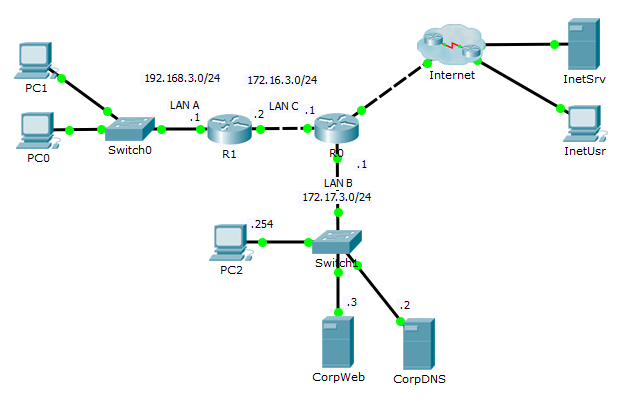 Internet
InetSrv
InetUsr
192.168.3.0/24
172.16.3.0/24
PC1
LAN A
.1
.2
LAN C
.1
PC0
Switch0
R1
R0
.1
LAN B
172.17.3.0/24
.254
PC2
Switch1
.3
.2
CorpWeb
CorpDNS